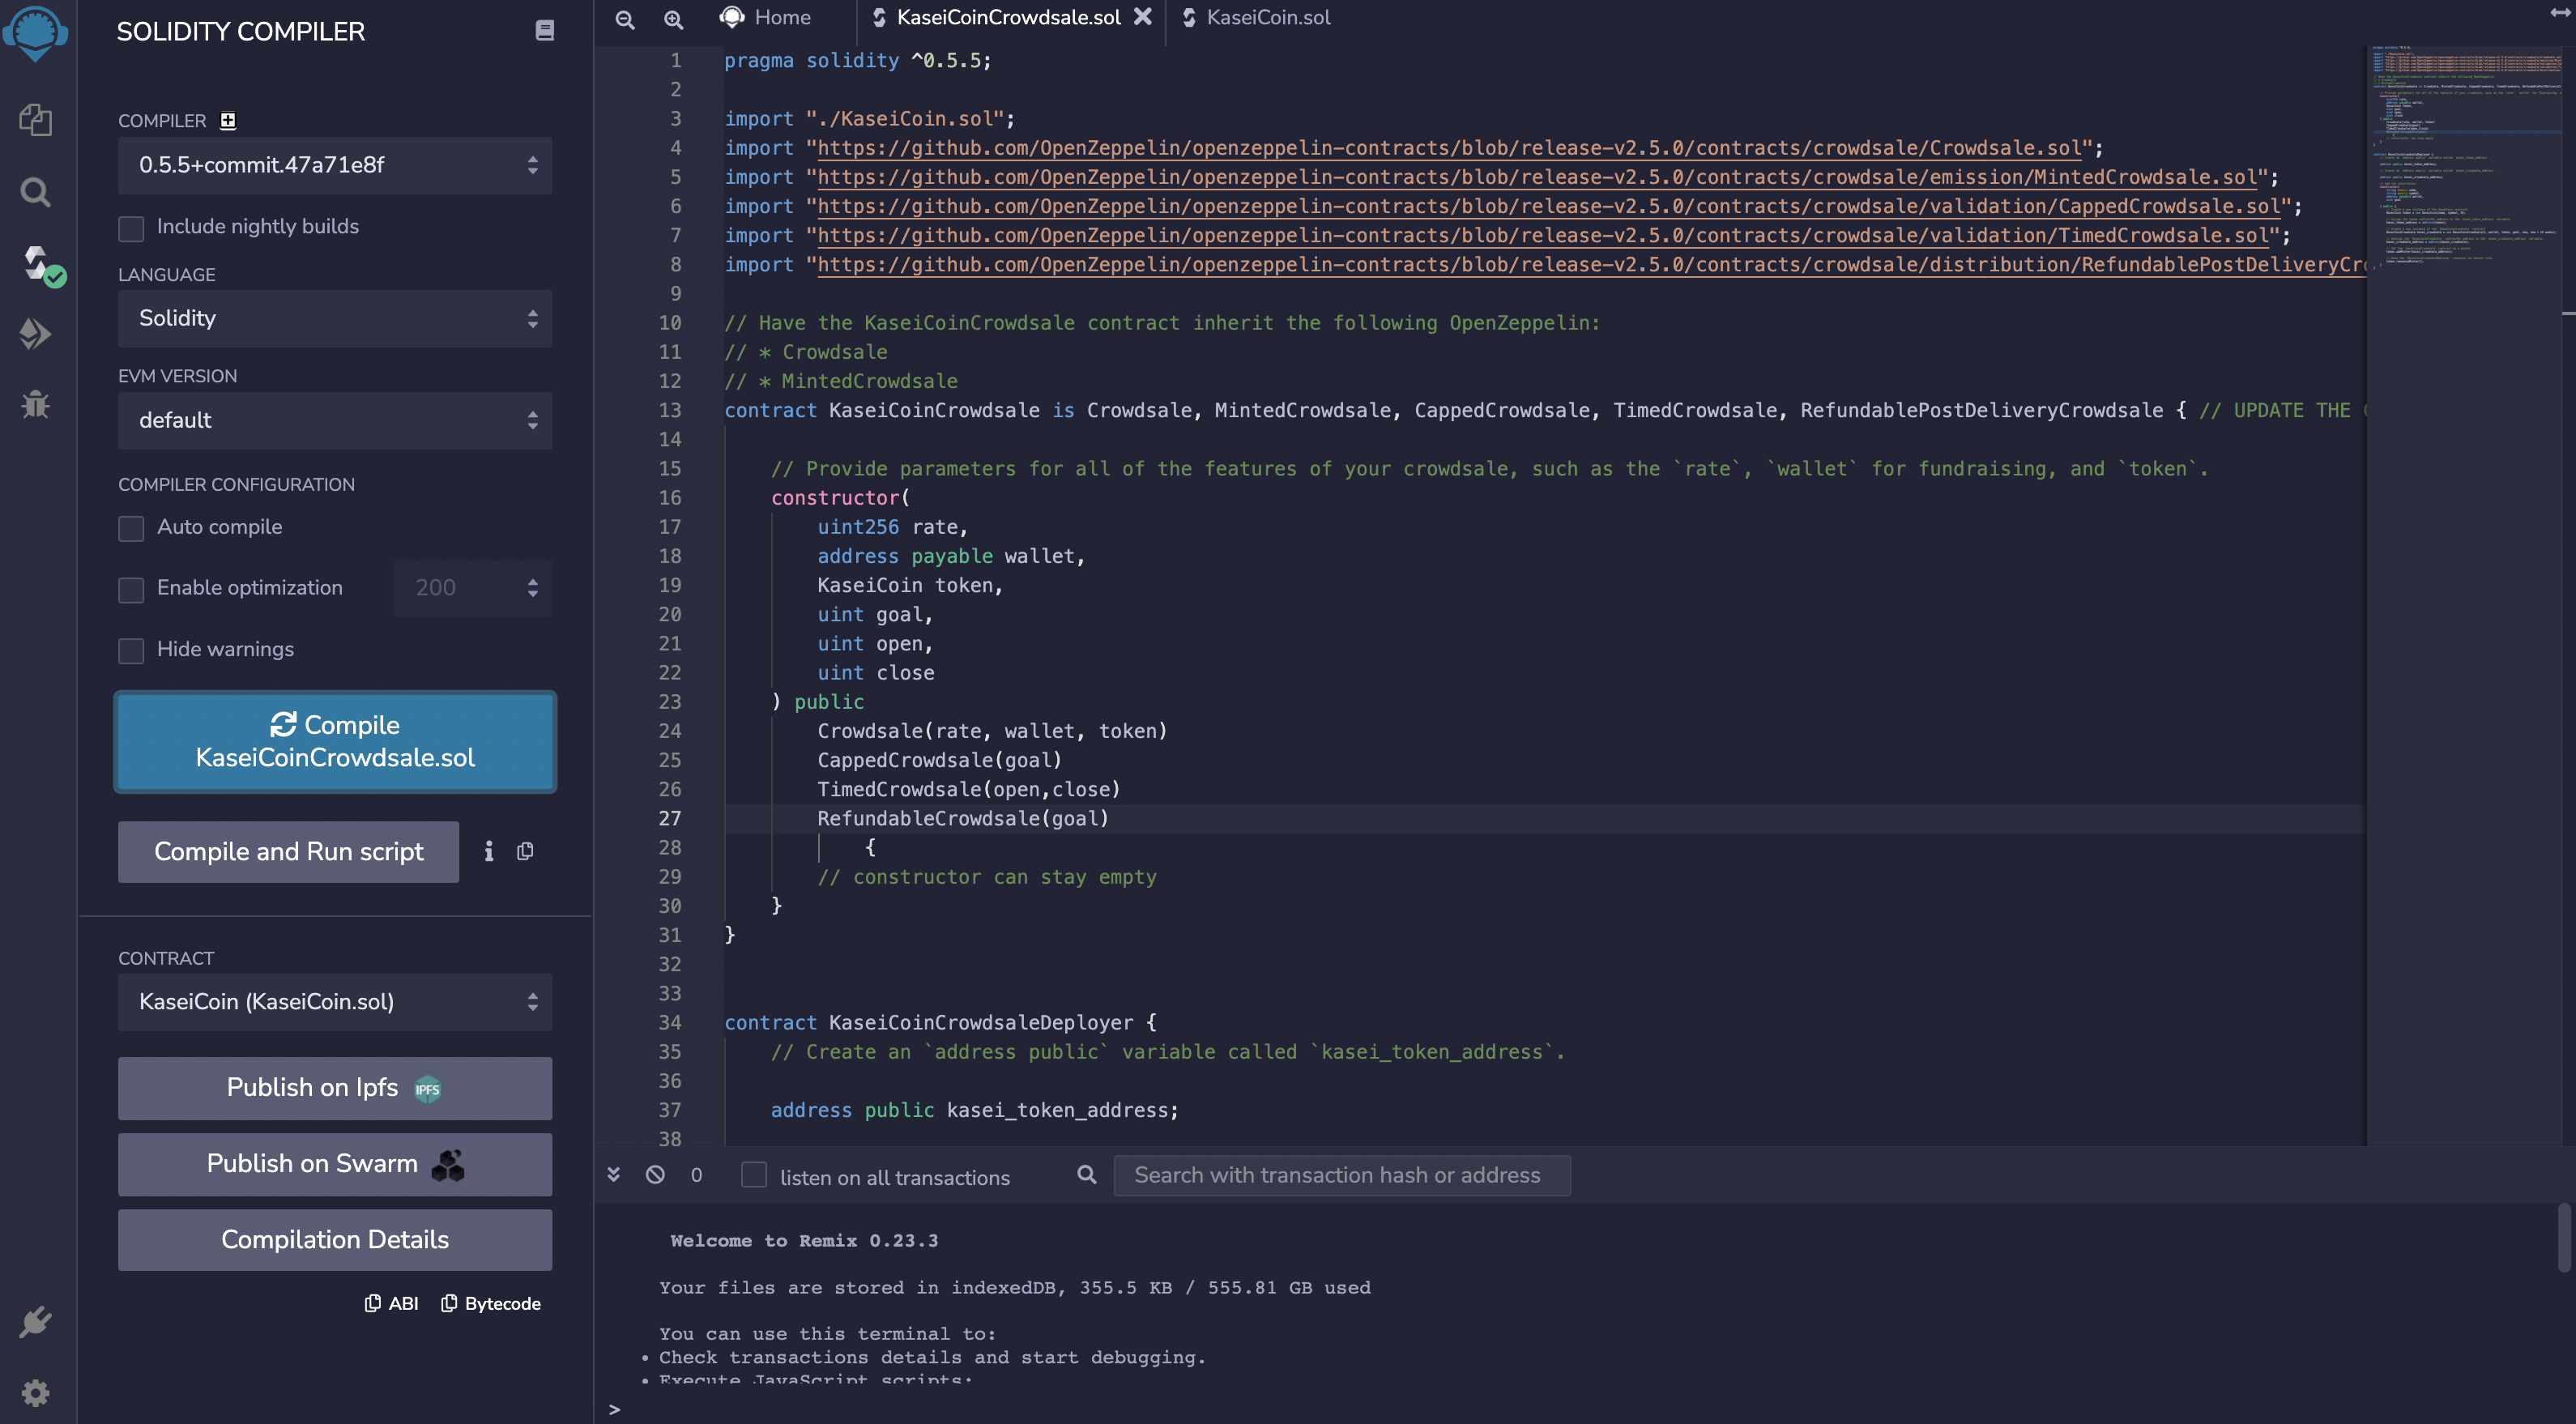 SOLIDITY COMPILER
COMPILER
0.5.5+commit.47a71e8f
Include nightly builds
LANGUAGE
Solidity
EVM VERSION
default
COMPILER CONFIGURATION
Auto compile
Enable optimization
200
Hide warnings
Compile
KaseiCoinCrowdsale.sol
Compile and Run script
CONTRACT
KaseiCoin (KaseiCoin.sol)
Publish on Ipfs
IPFS
Publish on Swarm
Compilation Details
ABI
Bytecode
Home
KaseiCoinCrowdsale.sol
KaseiCoin.sol
1 pragma solidity ^0.5.5;
2
3 import "./KaseiCoin.sol";
4 import "https://github.com/OpenZeppelin/openzeppelin-contracts/blob/release-v2.5.0/contracts/crowdsale/Crowdsale.sol";
5 import "https://github.com/OpenZeppelin/openzeppelin-contracts/blob/release-v2.5.0/contracts/crowdsale/emission/MintedCrowdsale.sol";
6 import "https://github.com/OpenZeppelin/openzeppelin-contracts/blob/release-v2.5.0/contracts/crowdsale/validation/CappedCrowdsale.sol";
7 import "https://github.com/OpenZeppelin/openzeppelin-contracts/blob/release-v2.5.0/contracts/crowdsale/validation/TimedCrowdsale.sol";
8 import "https://github.com/OpenZeppelin/openzeppelin-contracts/blob/release-v2.5.0/contracts/crowdsale/distribution/RefundablePostDeliveryCr
9
10 // Have the KaseiCoinCrowdsale contract inherit the following OpenZeppelin:
11 // * Crowdsale
12 // * MintedCrowdsale
13 contract KaseiCoinCrowdsale is Crowdsale, MintedCrowdsale, CappedCrowdsale, TimedCrowdsale, RefundablePostDeliveryCrowdsale { // UPDATE THE
14
15 // Provide parameters for all of the features of your crowdsale, such as the `rate`, `wallet` for fundraising, and `token`.
16 constructor(
17 uint256 rate,
18 address payable wallet,
19 KaseiCoin token,
20 uint goal,
21 uint open,
22 uint close
23 ) public
24 Crowdsale(rate, wallet, token)
25 CappedCrowdsale(goal)
26 TimedCrowdsale(open,close)
27 RefundableCrowdsale(goal)
28 {
29 // constructor can stay empty
30 }
31 }
32
33
34 contract KaseiCoinCrowdsaleDeployer {
35 // Create an `address public` variable called `kasei_token_address`.
36
37 address public kasei_token_address;
38
0
listen on all transactions
Search with transaction hash or address
Welcome to Remix 0.23.3
Your files are stored in indexedDB, 355.5 KB / 555.81 GB used
You can use this terminal to:
• Check transactions details and start debugging.
• Execute JavaScript scripts:
>